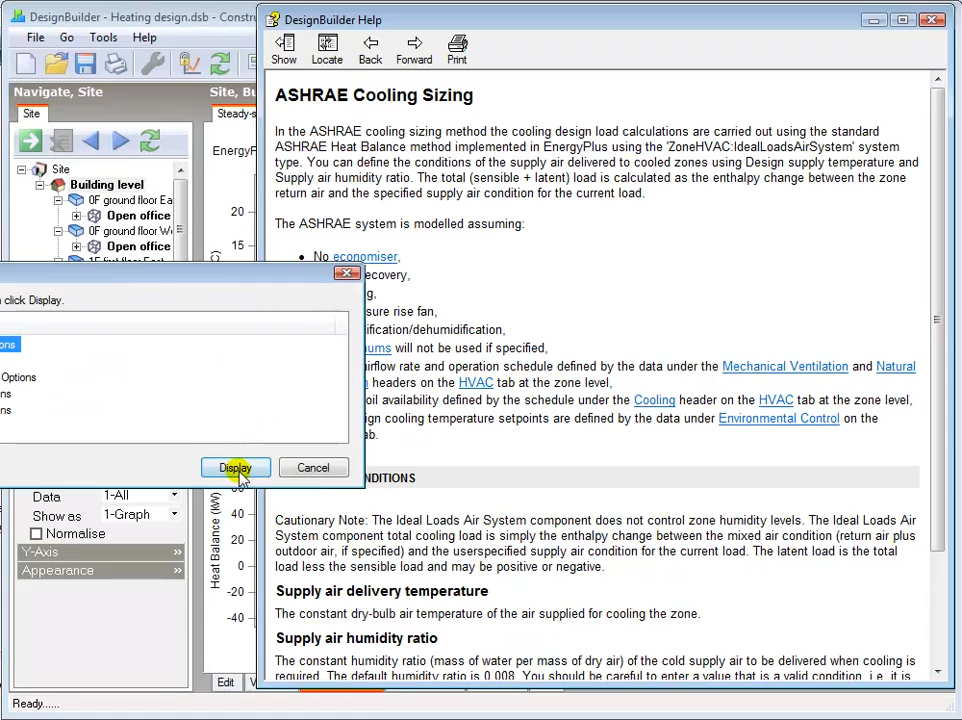 DesignBuilder - Heating design.dsb - Constru
DesignBuilder Help
File Go Tools Help
Show Locate Back Forward Print
Navigate, Site
Site, Bu
Site
Steady-s
EnergyP
Site
Building level
0F ground floor Ea
Open office
0F ground floor We
Open office
20
15
ASHRAE Cooling Sizing
In the ASHRAE cooling sizing method the cooling design load calculations are carried out using the standard
ASHRAE Heat Balance method implemented in EnergyPlus using the 'ZoneHVAC:IdealLoadsAirSystem' system
type. You can define the conditions of the supply air delivered to cooled zones using Design supply temperature and
Supply air humidity ratio. The total (sensible + latent) load is calculated as the enthalpy change between the zone
return air and the specified supply air condition for the current load.
The ASHRAE system is modelled assuming:
No economiser,
ecovery,
g,
sure rise fan,
ification/dehumidification,
nums will not be used if specified,
irflow rate and operation schedule defined by the data under the Mechanical Ventilation and Natural
n headers on the HVAC tab at the zone level,
oil availability defined by the schedule under the Cooling header on the HVAC tab at the zone level,
ign cooling temperature setpoints are defined by the data under Environmental Control on the
ab.
click Display.
ons
Options
ns
ns
Display Cancel
NDITIONS
Data 1-All
Show as 1-Graph
Normalise
Y-Axis
Appearance
Heat Balance (kW)
40
20
0
-20
-40
Cautionary Note: The Ideal Loads Air System component does not control zone humidity levels. The Ideal Loads Air
System component total cooling load is simply the enthalpy change between the mixed air condition (return air plus
outdoor air, if specified) and the userspecified supply air condition for the current load. The latent load is the total
load less the sensible load and may be positive or negative.
Supply air delivery temperature
The constant dry-bulb air temperature of the air supplied for cooling the zone.
Supply air humidity ratio
The constant humidity ratio (mass of water per mass of dry air) of the cold supply air to be delivered when cooling is
required. The default humidity ratio is 0.008. You should be careful to enter a value that is a valid condition, i.e. it is
Edit
Ready......